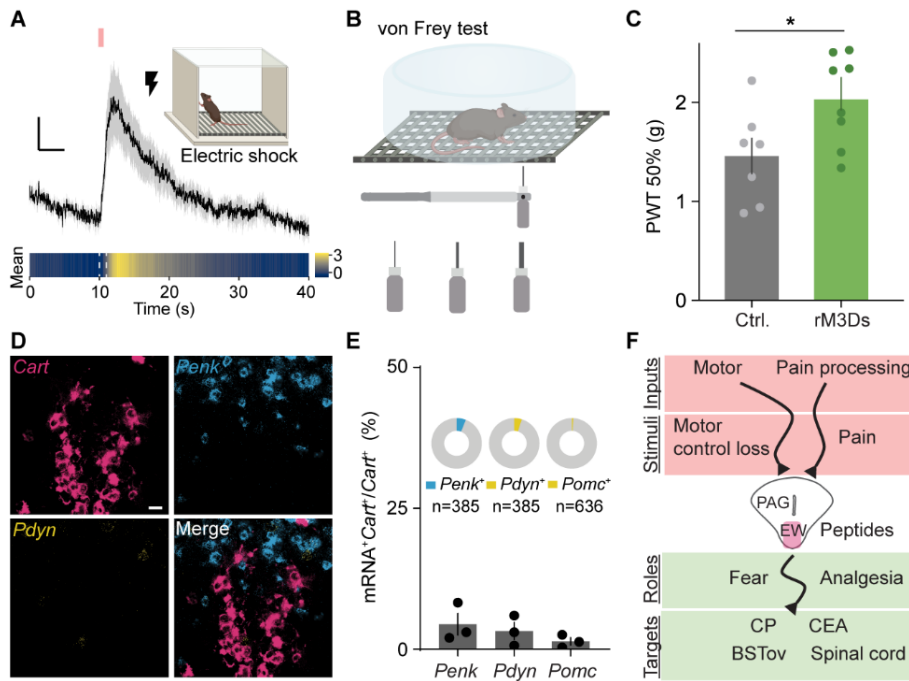 A
Electric shock
Mean
3
0
0 10 20 30 40
Time (s)
B
von Frey test
C
*
PWT 50% (g)
2
1
0
Ctrl. rM3Ds
D
Cart
Penk
Pdyn
Merge
E
mRNA⁺Cart⁺/Cart⁺ (%)
50
25
0
Penk⁺ Pdyn⁺ Pomc⁺
n=385 n=385 n=636
Penk Pdyn Pomc
F
Inputs
Motor Pain processing
Stimuli
Motor
control loss
Pain
PAG
EW
Peptides
Roles
Fear Analgesia
Targets
CP CEA
BSTov Spinal cord